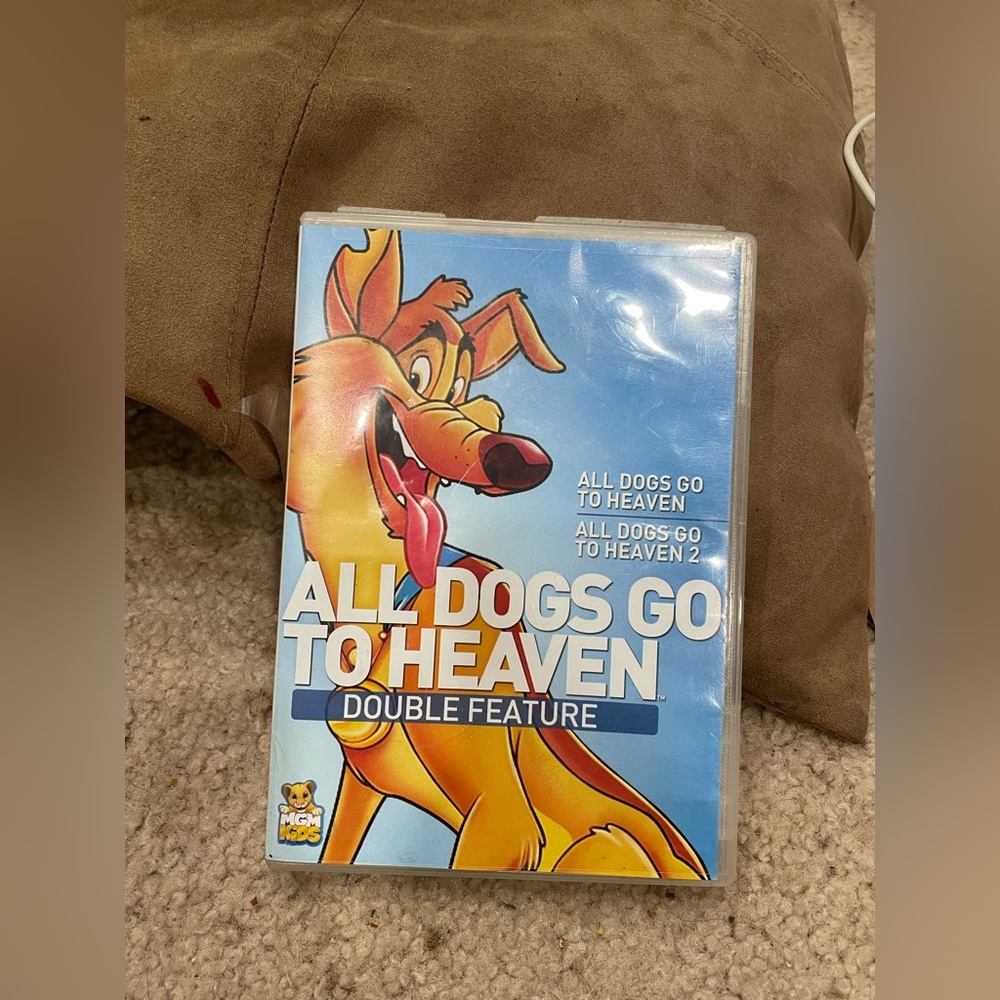 ALL DOGS GO
TO HEAVEN
ALL DOGS GO
TO HEAVEN 2
ALL DOGS GO
TO HEAVEN™
DOUBLE FEATURE
MGM
KiDS